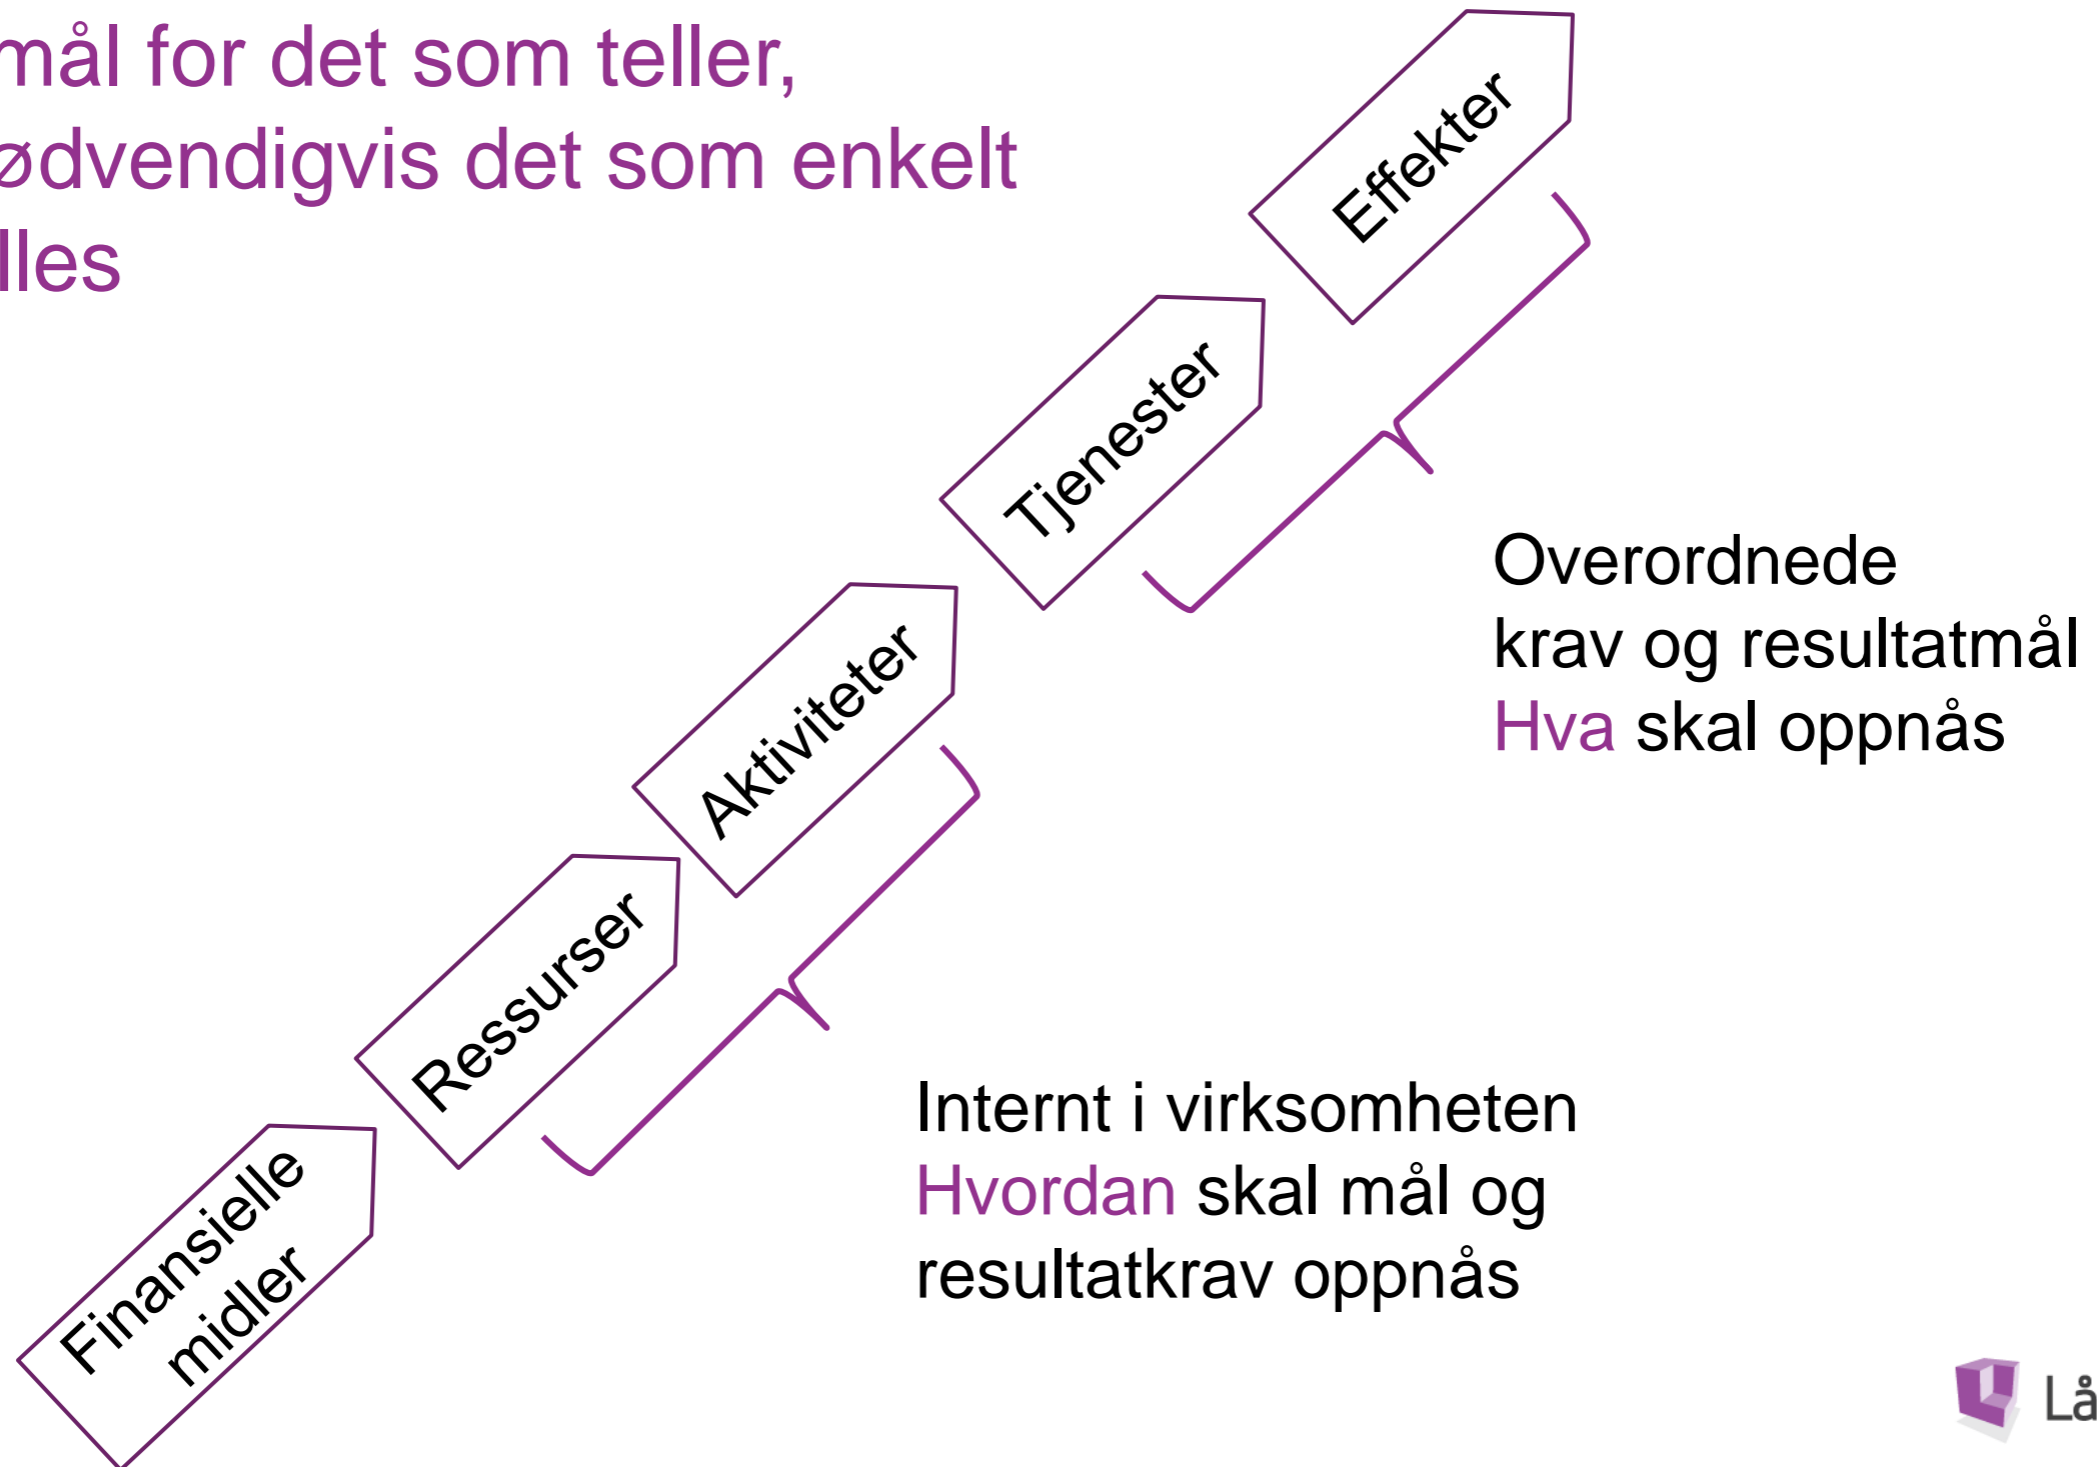 mål for det som teller,
ødvendigvis det som enkelt
lles
Effekter
Tjenester
Overordnede
krav og resultatmål
Hva skal oppnås
Aktiviteter
Ressurser
Internt i virksomheten
Hvordan skal mål og
resultatkrav oppnås
Finansielle
midler
Lå